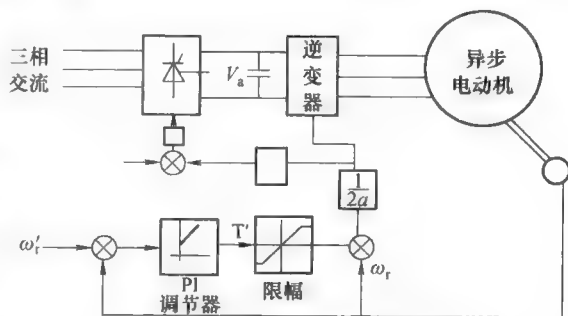 三相
交流
V_a
逆
变
器
异步
电动机
1
2a
ω'_r
T'
ω_r
PI
调节器
限幅